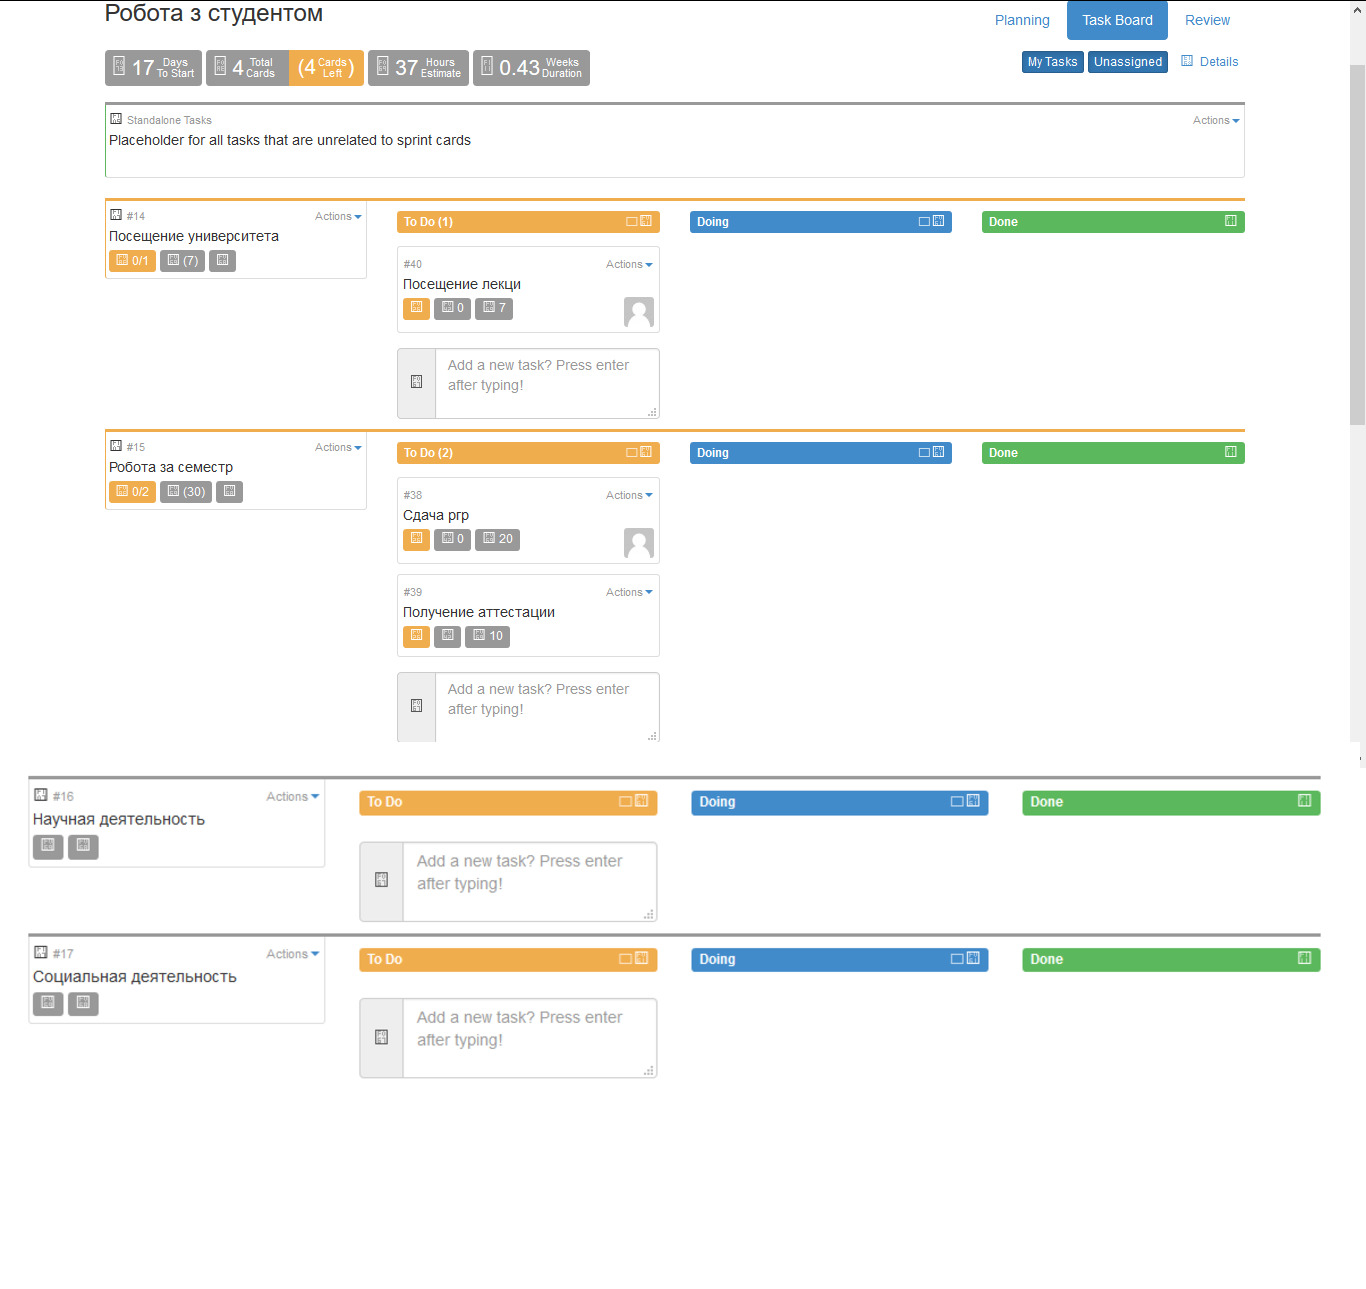 Робота з студентом
Planning Task Board Review
17 Days To Start 4 Total Cards (4 Cards Left) 37 Hours Estimate 0.43 Weeks Duration
My Tasks Unassigned Details
Standalone Tasks Actions
Placeholder for all tasks that are unrelated to sprint cards
#14 Actions
Посещение университета
0/1 (7)
To Do (1) Doing Done
#40 Actions
Посещение лекци
0 7
Add a new task? Press enter
after typing!
#15 Actions
Робота за семестр
0/2 (30)
To Do (2) Doing Done
#38 Actions
Сдача ргр
0 20
#39 Actions
Получение аттестации
10
Add a new task? Press enter
after typing!
#16 Actions
Научная деятельность
To Do Doing Done
Add a new task? Press enter
after typing!
#17 Actions
Социальная деятельность
To Do Doing Done
Add a new task? Press enter
after typing!